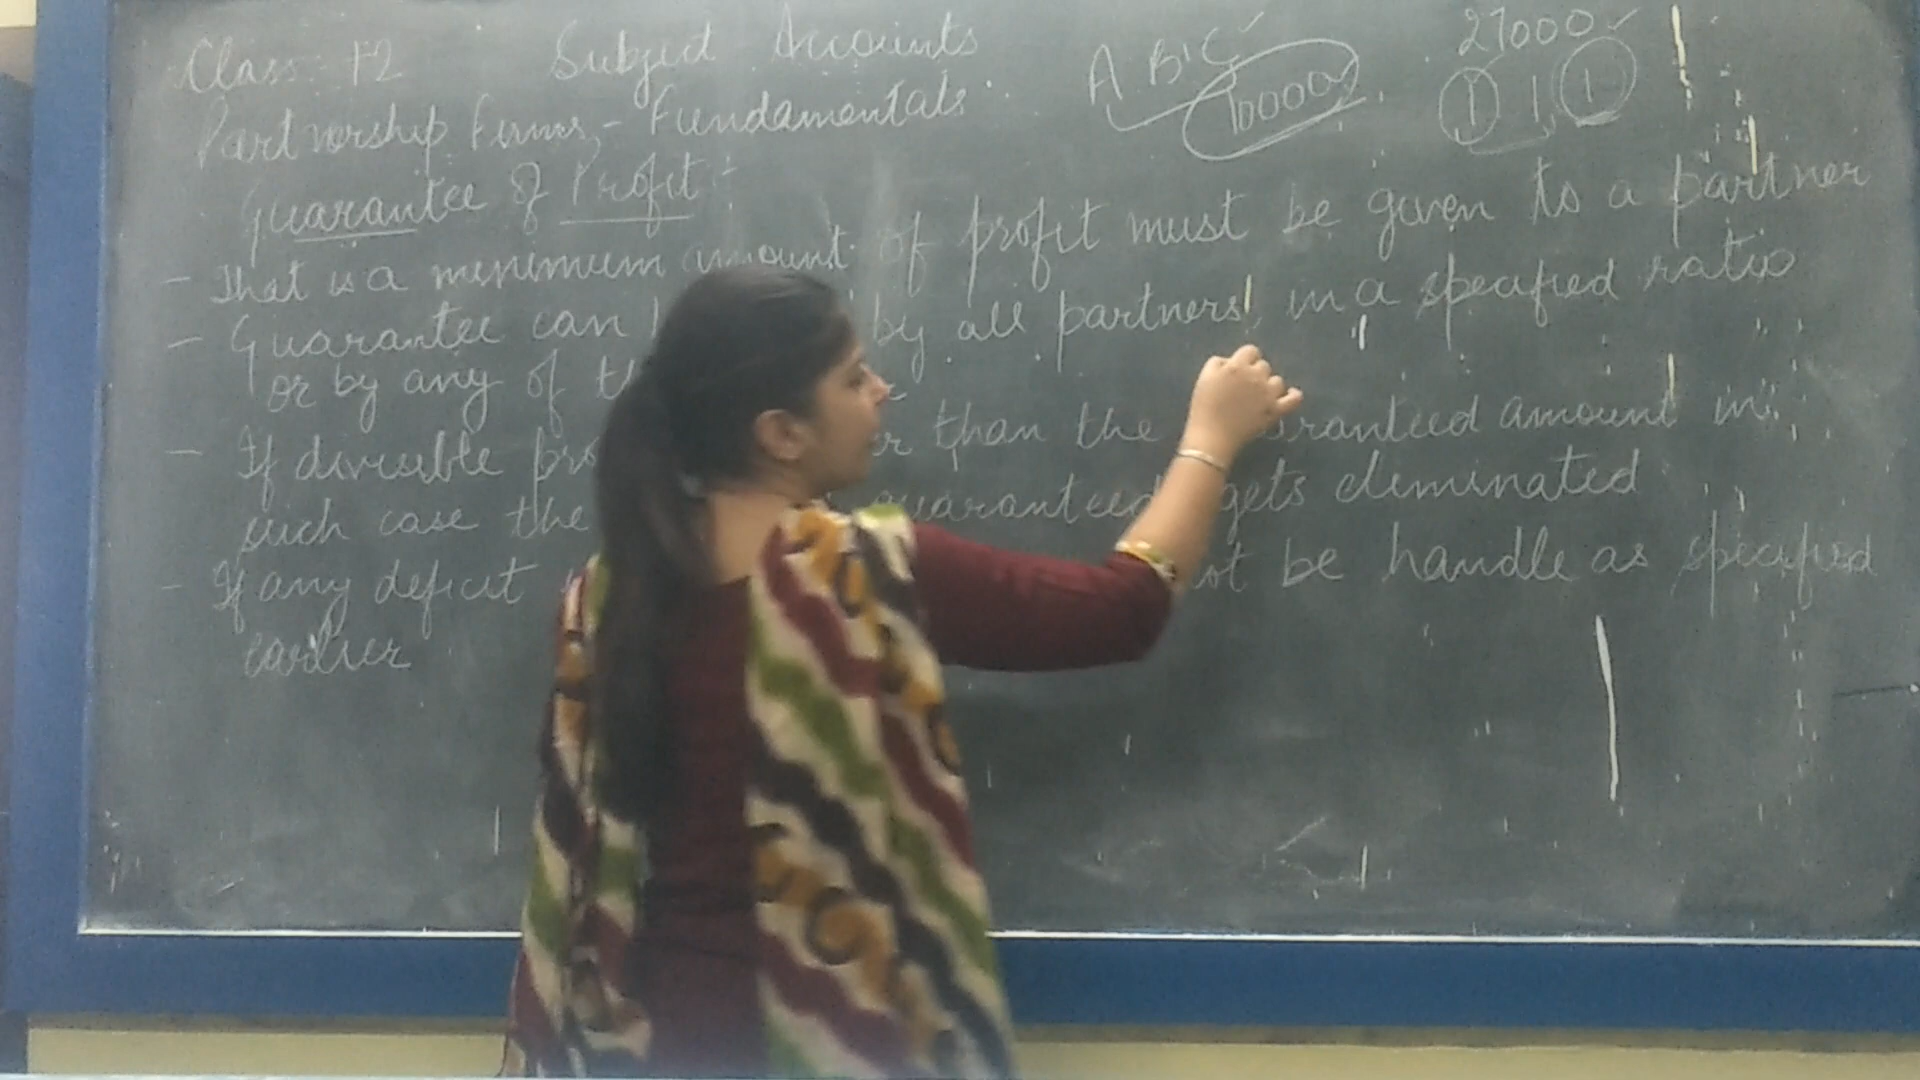 Class 12 Subject Accounts
A B C
10000
27000
1 1 1
Partnership Firms - Fundamentals
Guarantee of Profit :-
- That is a minimum amount of profit must be given to a partner
- Guarantee can by all partners in a specified ratio
or by any of
- If divisible than the amount in
such case the guaranteed gets eliminated
- If any deficit be handle as specified
earlier